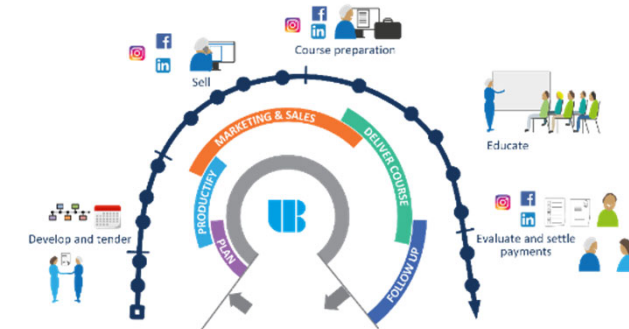 Course preparation
Sell
MARKETING & SALES
DELIVER COURSE
Educate
PRODUCTIFY
Develop and tender
PLAN
Evaluate and settle
payments
FOLLOW UP